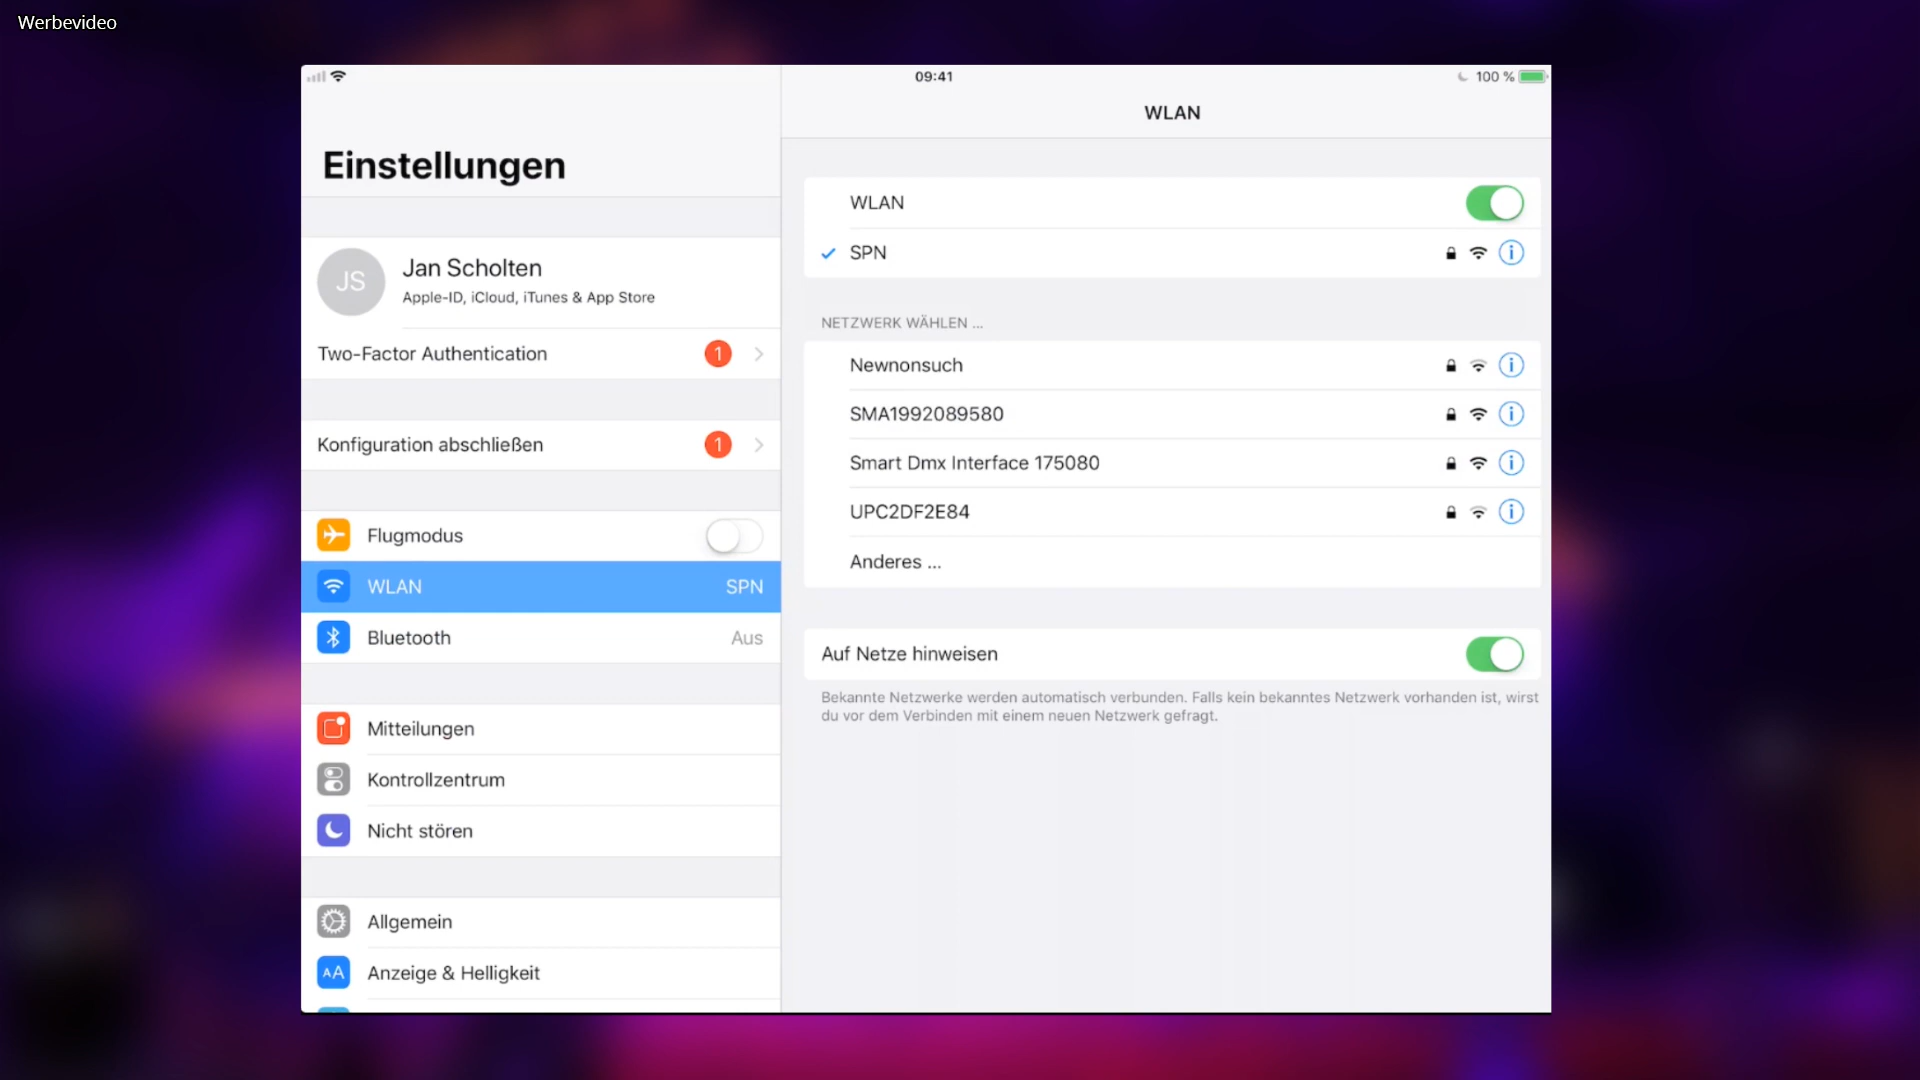 Werbevideo
09:41
100 %
Einstellungen
JS
Jan Scholten
Apple-ID, iCloud, iTunes & App Store
Two-Factor Authentication 1
Konfiguration abschließen 1
Flugmodus
WLAN SPN
Bluetooth Aus
Mitteilungen
Kontrollzentrum
Nicht stören
Allgemein
AA Anzeige & Helligkeit
WLAN
WLAN
SPN
NETZWERK WÄHLEN ...
Newnonsuch
SMA1992089580
Smart Dmx Interface 175080
UPC2DF2E84
Anderes ...
Auf Netze hinweisen
Bekannte Netzwerke werden automatisch verbunden. Falls kein bekanntes Netzwerk vorhanden ist, wirst
du vor dem Verbinden mit einem neuen Netzwerk gefragt.